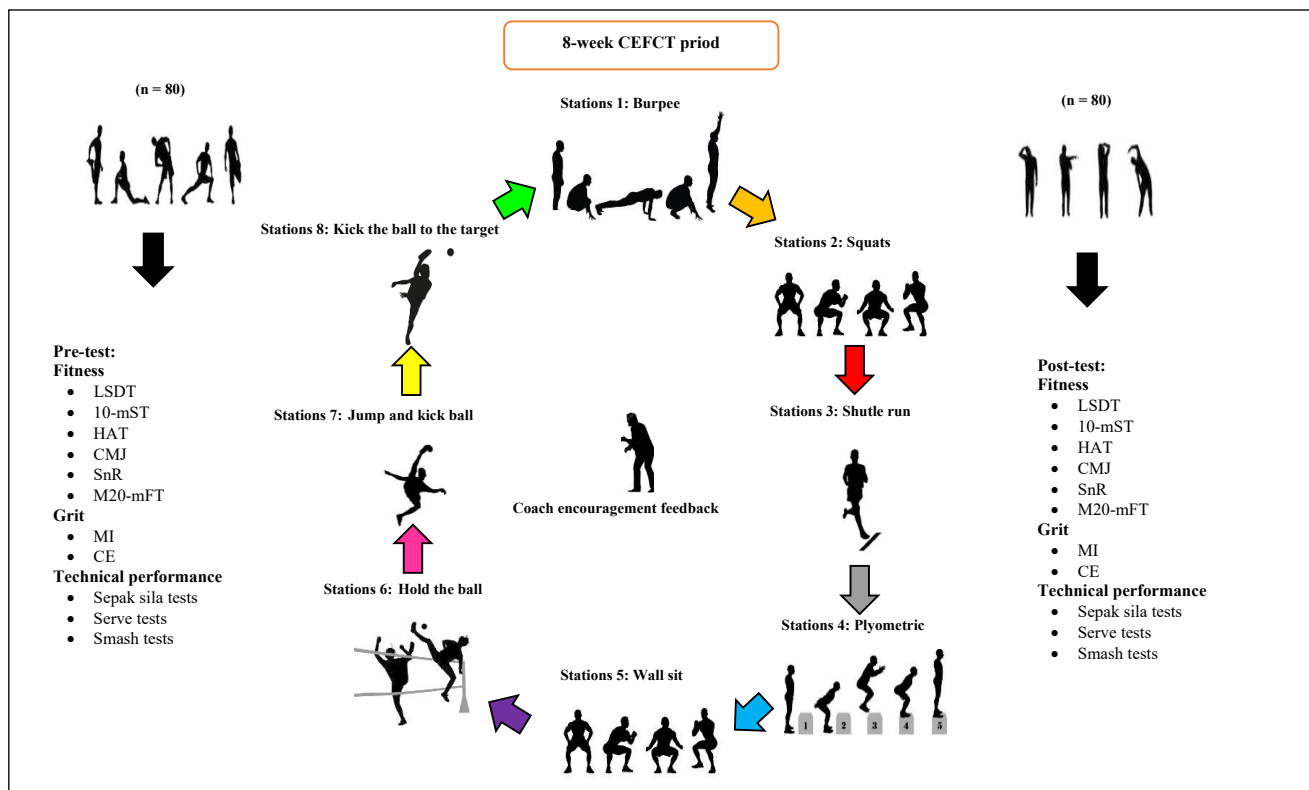 8-week CEFCT priod
(n = 80)
Pre-test:
Fitness
• LSDT
• 10-mST
• HAT
• CMJ
• SnR
• M20-mFT
Grit
• MI
• CE
Technical performance
• Sepak sila tests
• Serve tests
• Smash tests
Stations 1: Burpee
Stations 2: Squats
Stations 3: Shutle run
Stations 4: Plyometric
1 2 3 4 5
Stations 5: Wall sit
Stations 6: Hold the ball
Stations 7: Jump and kick ball
Stations 8: Kick the ball to the target
Coach encouragement feedback
(n = 80)
Post-test:
Fitness
• LSDT
• 10-mST
• HAT
• CMJ
• SnR
• M20-mFT
Grit
• MI
• CE
Technical performance
• Sepak sila tests
• Serve tests
• Smash tests